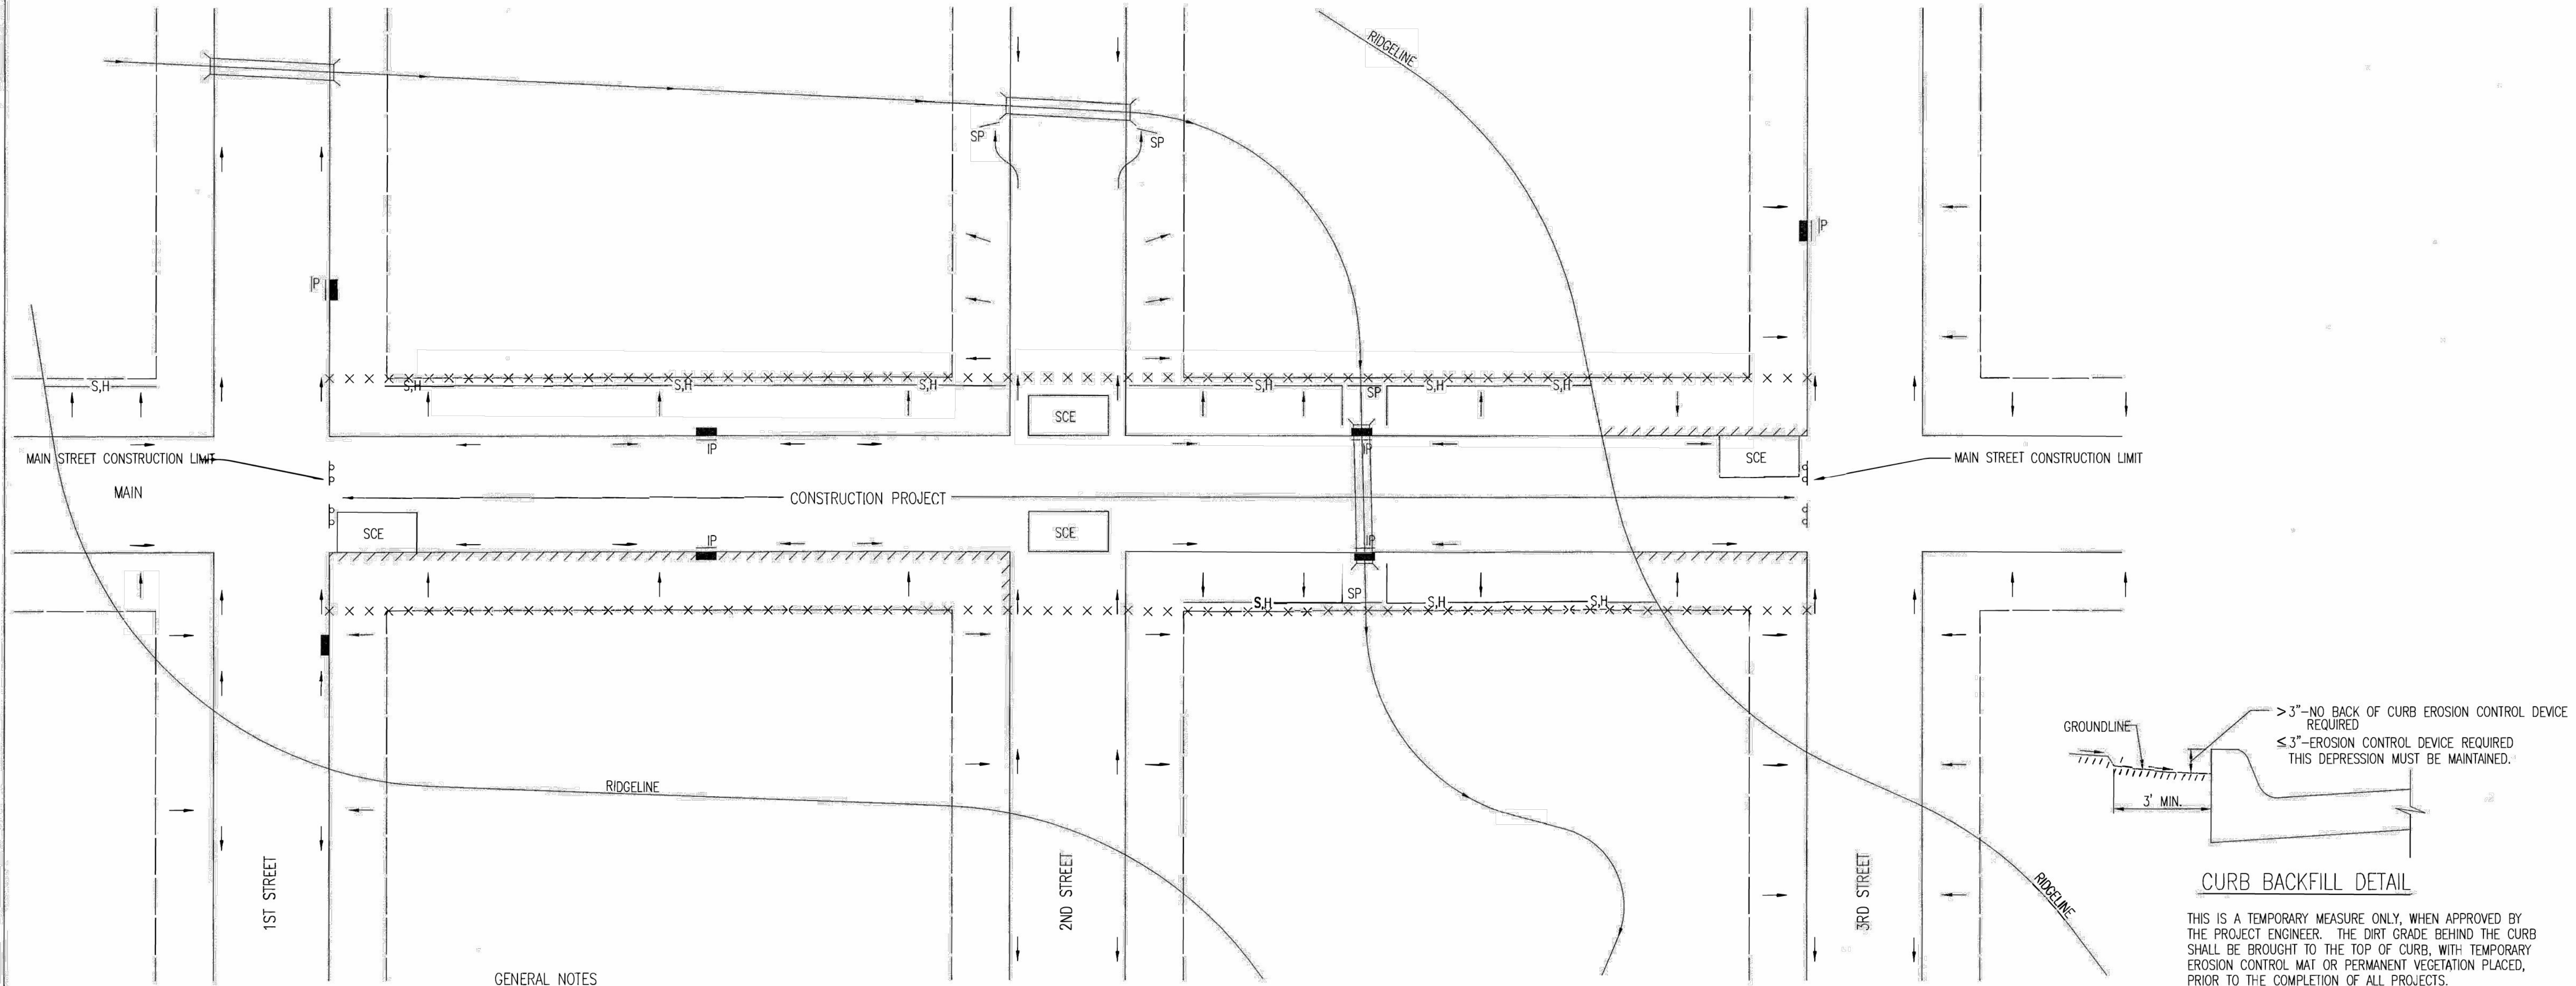 RIDGELINE
SP
SP
IP
IP
S,H
S,H
S,H
S,H
S,H
SP
S,H
S,H
SCE
MAIN STREET CONSTRUCTION LIMIT
IP
IP
SCE
MAIN STREET CONSTRUCTION LIMIT
MAIN
CONSTRUCTION PROJECT
SCE
SCE
IP
IP
S,H
SP
S,H
S,H
RIDGELINE
1ST STREET
2ND STREET
3RD STREET
RIDGELINE
GROUNDLINE
>3"-NO BACK OF CURB EROSION CONTROL DEVICE
REQUIRED
≤3"-EROSION CONTROL DEVICE REQUIRED
THIS DEPRESSION MUST BE MAINTAINED.
3' MIN.
CURB BACKFILL DETAIL
THIS IS A TEMPORARY MEASURE ONLY, WHEN APPROVED BY
THE PROJECT ENGINEER. THE DIRT GRADE BEHIND THE CURB
SHALL BE BROUGHT TO THE TOP OF CURB, WITH TEMPORARY
EROSION CONTROL MAT OR PERMANENT VEGETATION PLACED,
PRIOR TO THE COMPLETION OF ALL PROJECTS.
GENERAL NOTES